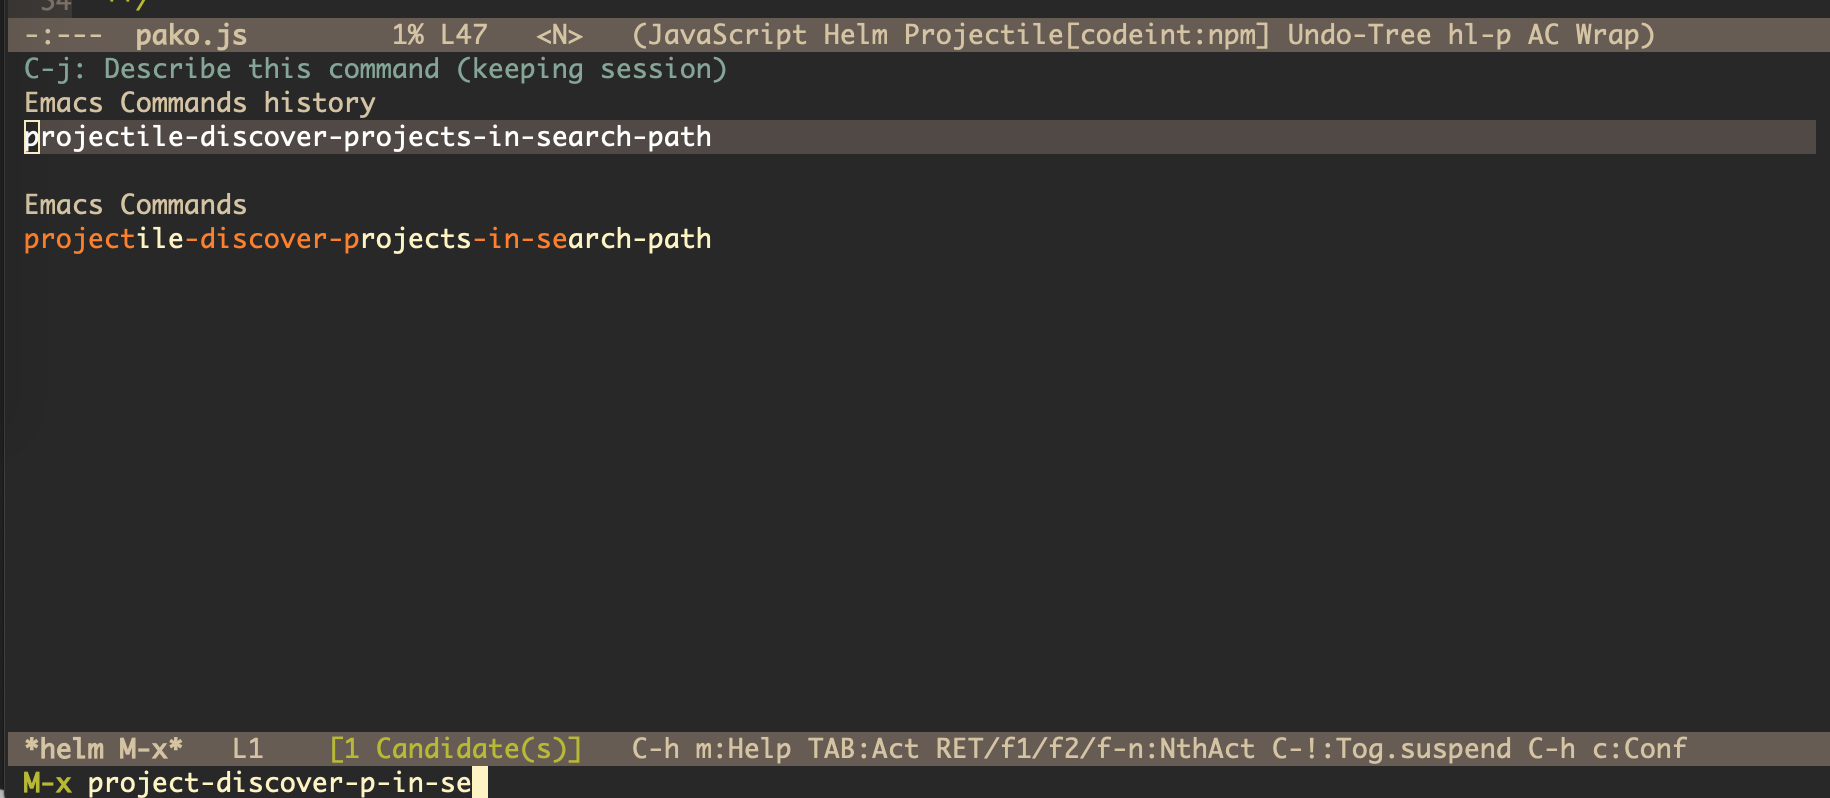 34 **/
-:--- pako.js 1% L47 <N> (JavaScript Helm Projectile[codeint:npm] Undo-Tree hl-p AC Wrap)
C-j: Describe this command (keeping session)
Emacs Commands history
projectile-discover-projects-in-search-path
Emacs Commands
projectile-discover-projects-in-search-path
*helm M-x* L1 [1 Candidate(s)] C-h m:Help TAB:Act RET/f1/f2/f-n:NthAct C-!:Tog.suspend C-h c:Conf
M-x project-discover-p-in-se